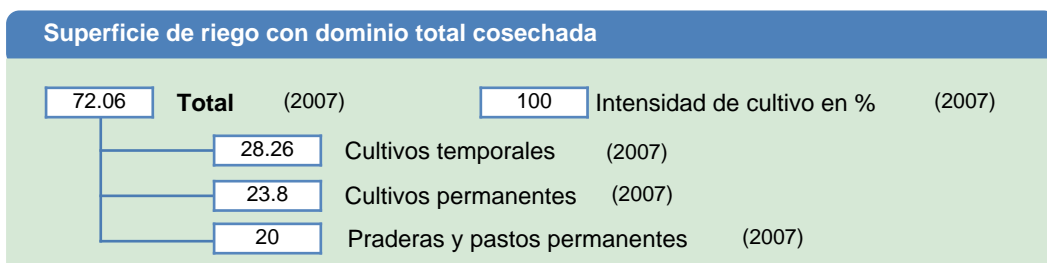 Superficie de riego con dominio total cosechada
72.06 Total (2007) 100 Intensidad de cultivo en % (2007)
28.26 Cultivos temporales (2007)
23.8 Cultivos permanentes (2007)
20 Praderas y pastos permanentes (2007)